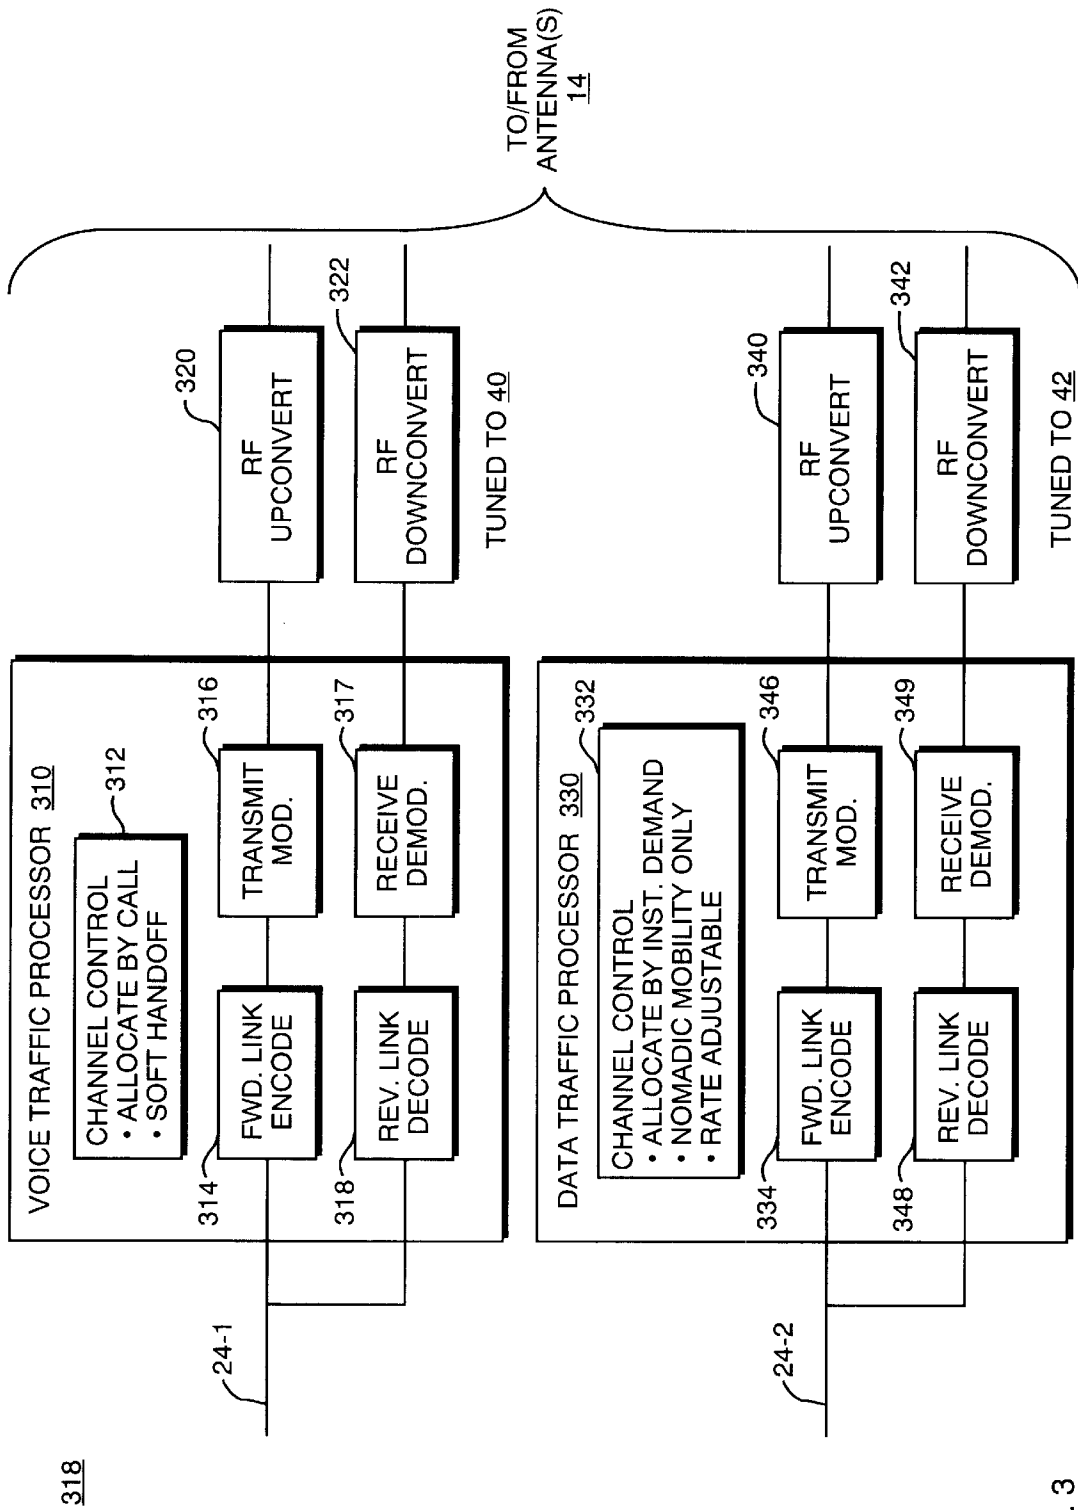 318
VOICE TRAFFIC PROCESSOR 310
312
CHANNEL CONTROL
• ALLOCATE BY CALL
• SOFT HANDOFF
314
FWD. LINK
ENCODE
316
TRANSMIT
MOD.
320
RF
UPCONVERT
318
REV. LINK
DECODE
317
RECEIVE
DEMOD.
322
RF
DOWNCONVERT
TUNED TO 40
24-1
TO/FROM
ANTENNA(S)
14
DATA TRAFFIC PROCESSOR 330
332
CHANNEL CONTROL
• ALLOCATE BY INST. DEMAND
• NOMADIC MOBILITY ONLY
• RATE ADJUSTABLE
334
FWD. LINK
ENCODE
346
TRANSMIT
MOD.
340
RF
UPCONVERT
348
REV. LINK
DECODE
349
RECEIVE
DEMOD.
342
RF
DOWNCONVERT
TUNED TO 42
24-2
. 3